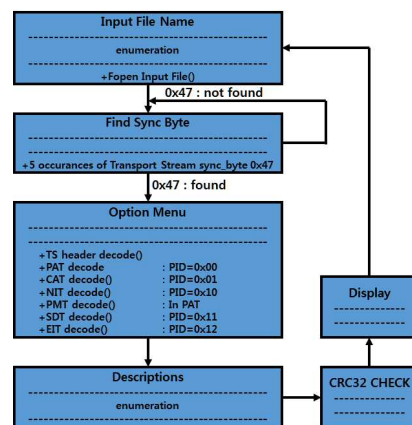 Input File Name
enumeration
+Fopen Input File()
0x47 : not found
Find Sync Byte
+5 occurances of Transport Stream sync_byte 0x47
0x47 : found
Option Menu
+TS header decode()
+PAT decode : PID=0x00
+CAT decode() : PID=0x01
+NIT decode() : PID=0x10
+PMT decode() : In PAT
+SDT decode() : PID=0x11
+EIT decode() : PID=0x12
Display
Descriptions
enumeration
CRC32 CHECK